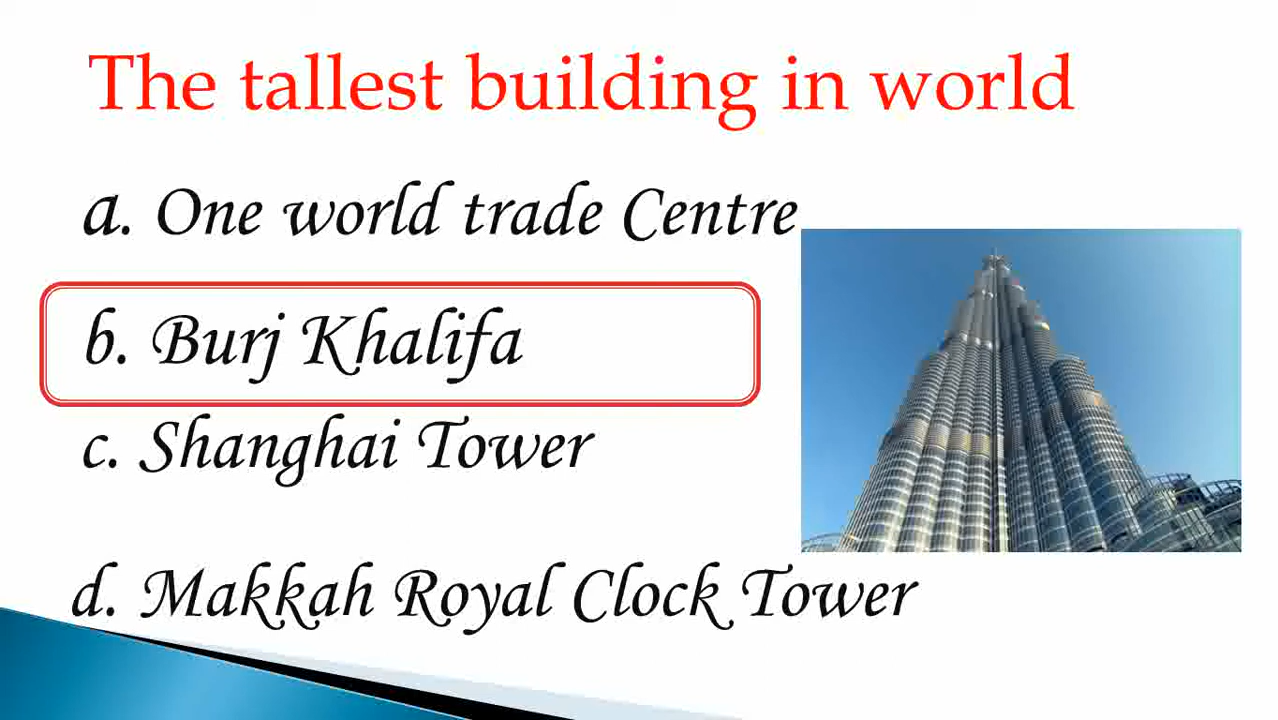 The tallest building in world
a. One world trade Centre
b. Burj Khalifa
c. Shanghai Tower
d. Makkah Royal Clock Tower